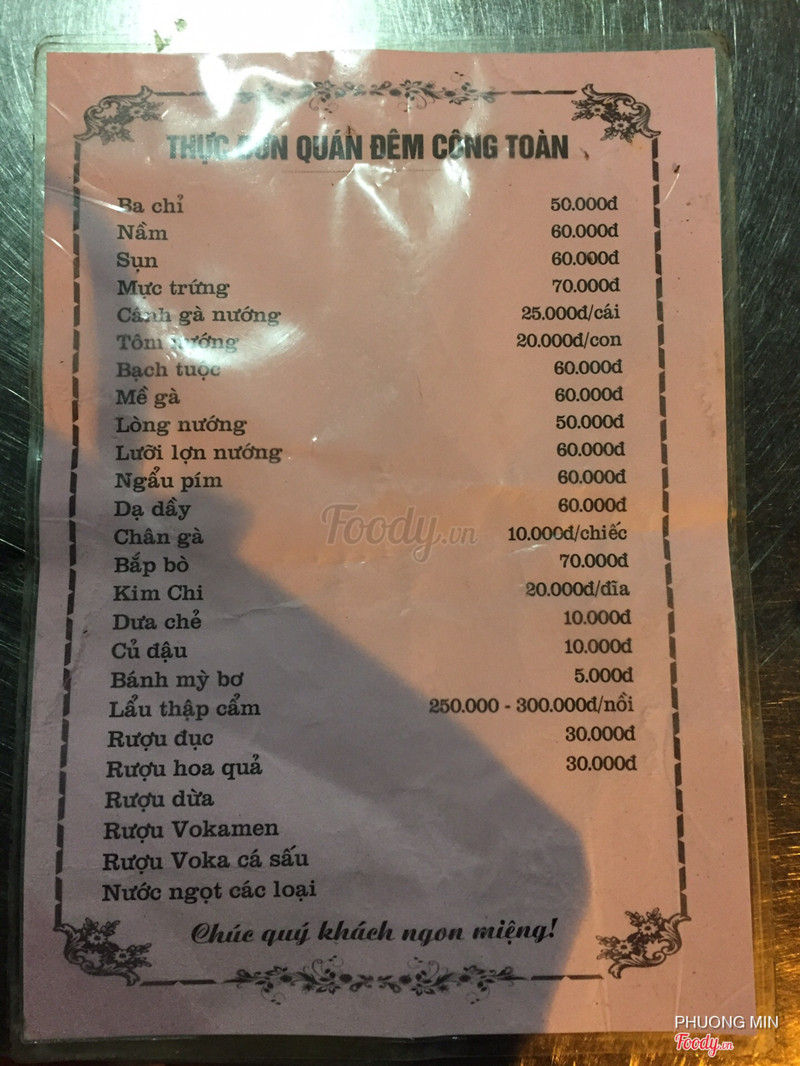 THỰC ĐƠN QUÁN ĐÊM CÔNG TOÀN
Ba chỉ 50.000đ
Nầm 60.000đ
Sụn 60.000đ
Mực trứng 70.000đ
Cánh gà nướng 25.000đ/cái
Tôm nướng 20.000đ/con
Bạch tuộc 60.000đ
Mề gà 60.000đ
Lòng nướng 50.000đ
Lưỡi lợn nướng 60.000đ
Ngẩu pím 60.000đ
Dạ dầy 60.000đ
Foody.vn
Chân gà 10.000đ/chiếc
Bắp bò 70.000đ
Kim Chi 20.000đ/đĩa
Dưa chẻ 10.000đ
Củ đậu 10.000đ
Bánh mỳ bơ 5.000đ
Lẩu thập cẩm 250.000 - 300.000đ/nồi
Rượu đục 30.000đ
Rượu hoa quả 30.000đ
Rượu dừa
Rượu Vokamen
Rượu Voka cá sấu
Nước ngọt các loại
Chúc quý khách ngon miệng!
PHUONG MIN
Foody.vn